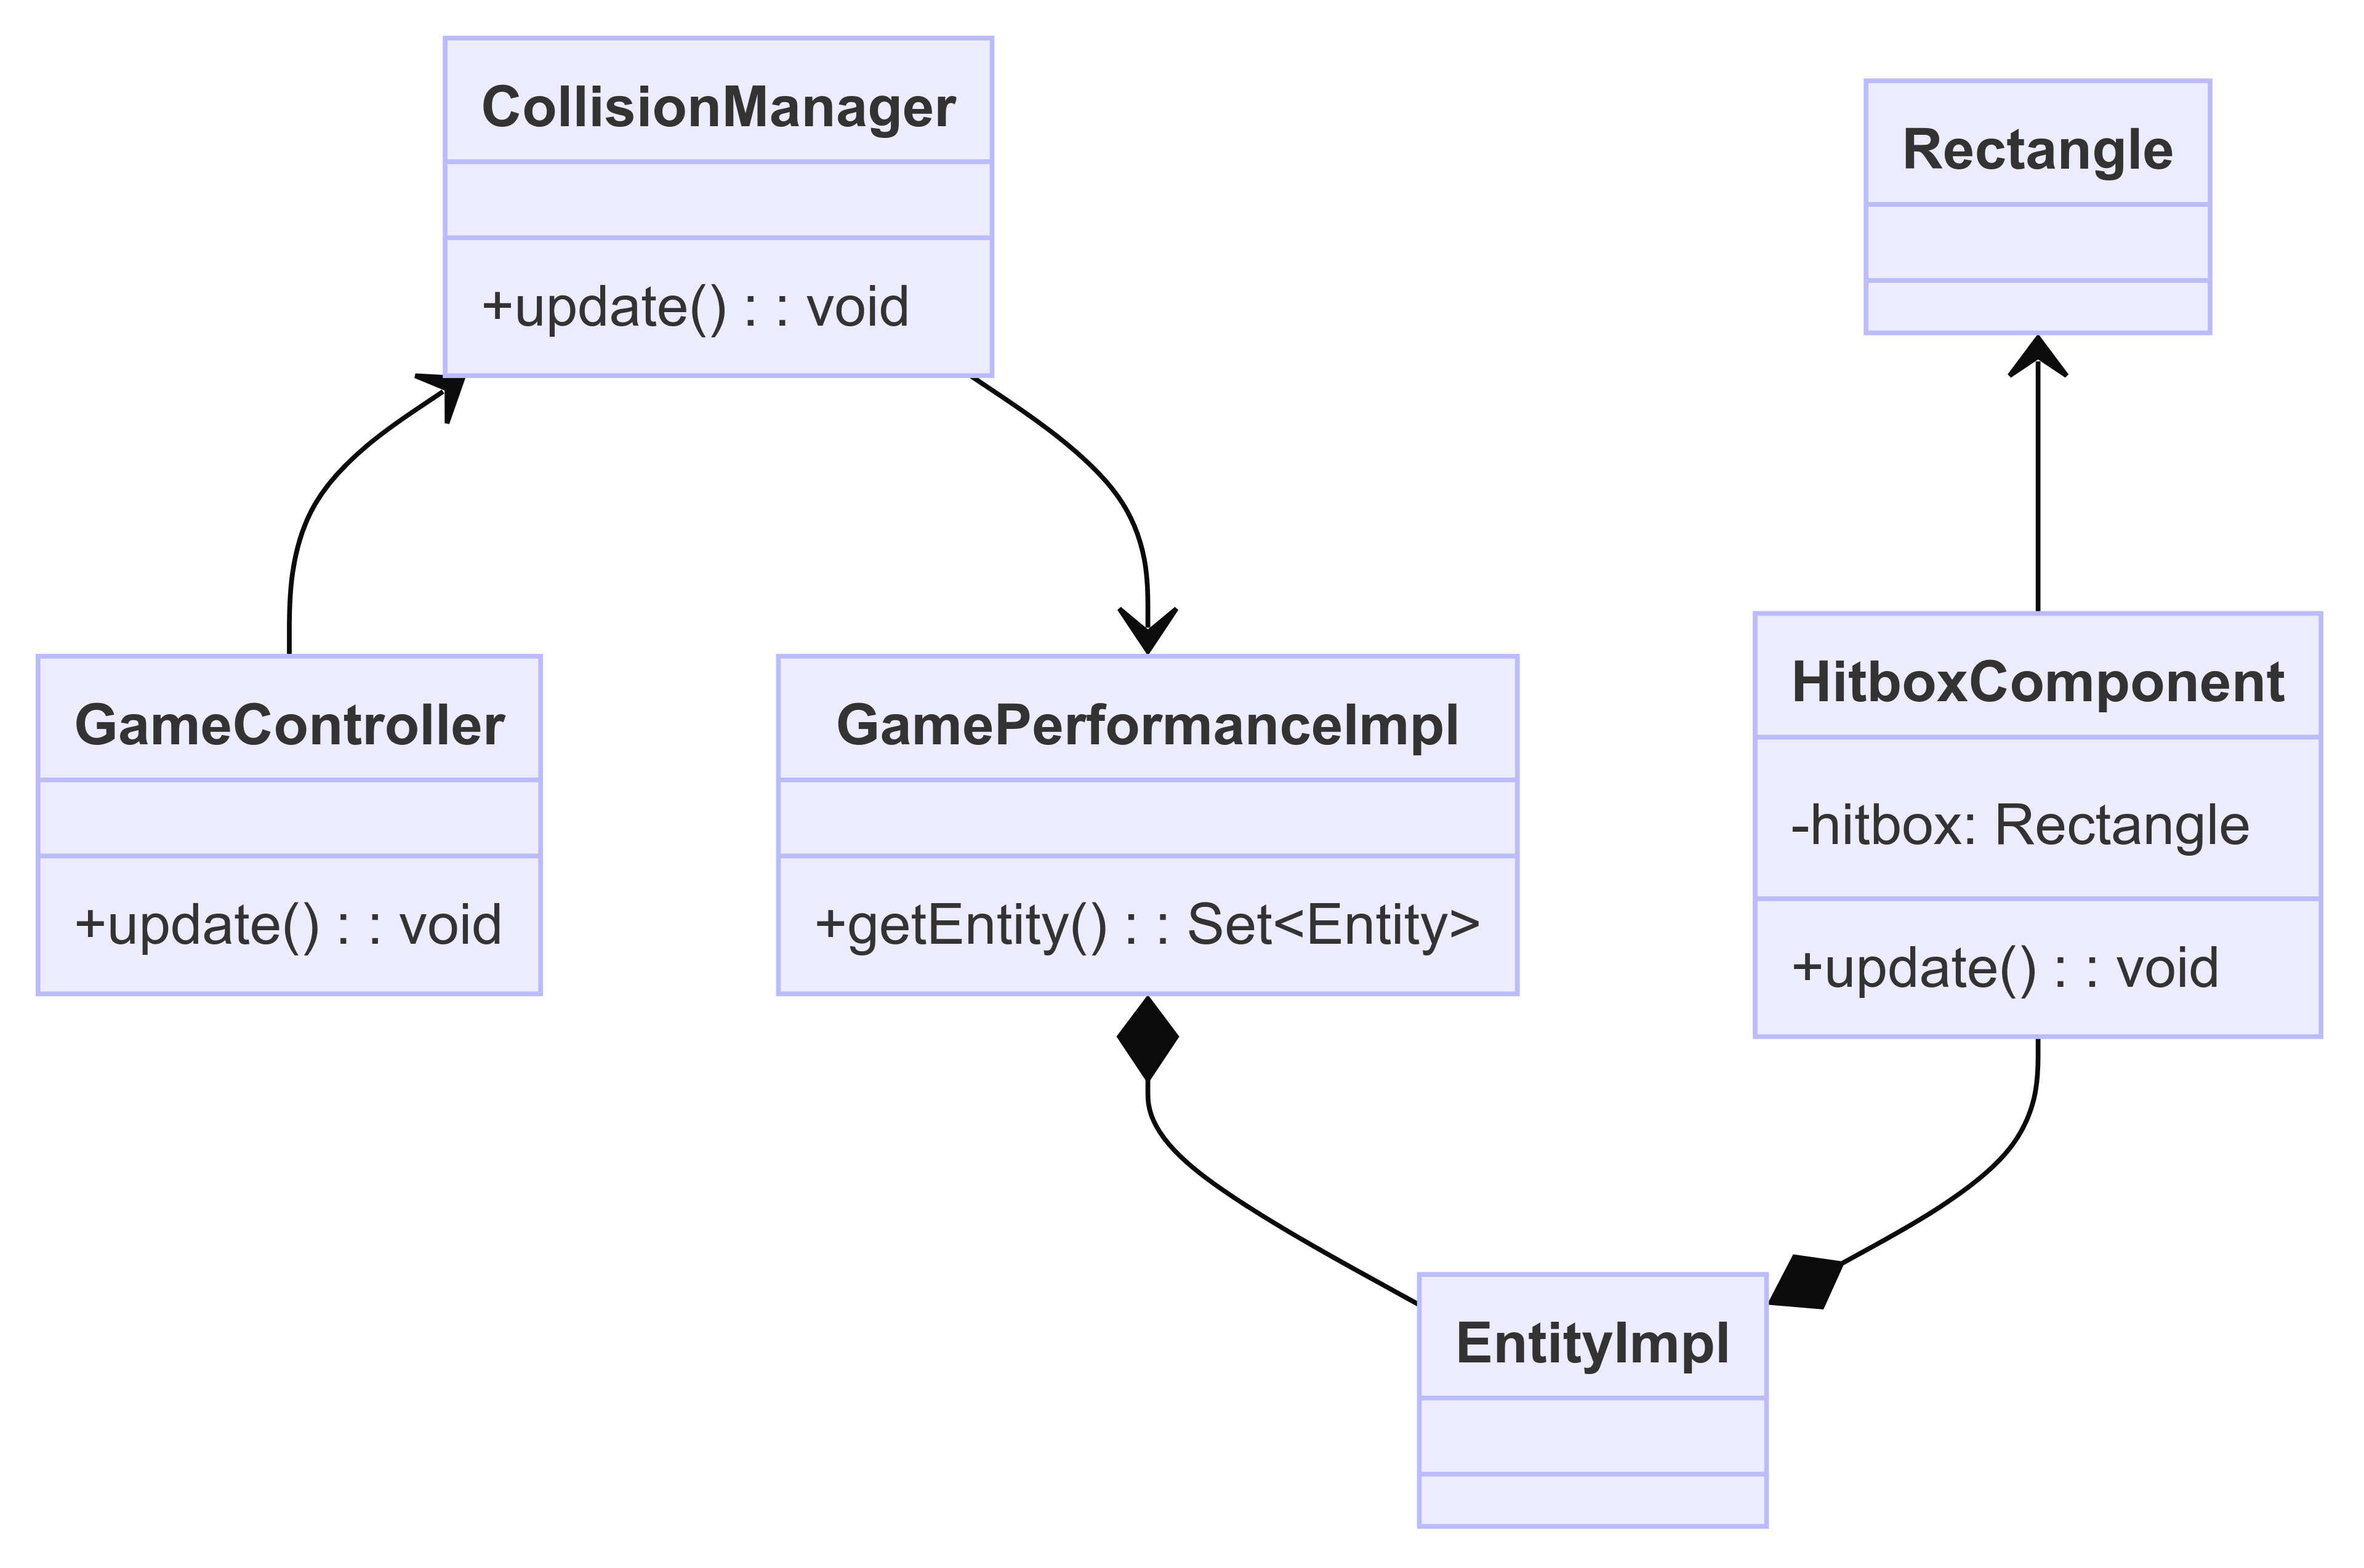 CollisionManager
+update() : : void
Rectangle
GameController
+update() : : void
GamePerformanceImpl
+getEntity() : : Set<Entity>
HitboxComponent
-hitbox: Rectangle
+update() : : void
EntityImpl